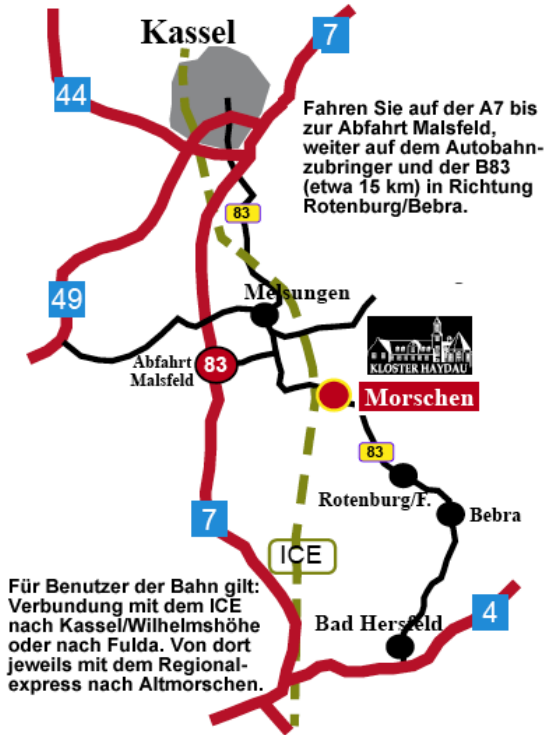 Kassel
7
44
Fahren Sie auf der A7 bis
zur Abfahrt Malsfeld,
weiter auf dem Autobahn-
zubringer und der B83
(etwa 15 km) in Richtung
Rotenburg/Bebra.
83
49
Melsungen
Abfahrt
Malsfeld
83
KLOSTER HAYDAU
Morschen
83
Rotenburg/F.
Bebra
7
ICE
Für Benutzer der Bahn gilt:
Verbundung mit dem ICE
nach Kassel/Wilhelmshöhe
oder nach Fulda. Von dort
jeweils mit dem Regional-
express nach Altmorschen.
Bad Hersfeld
4